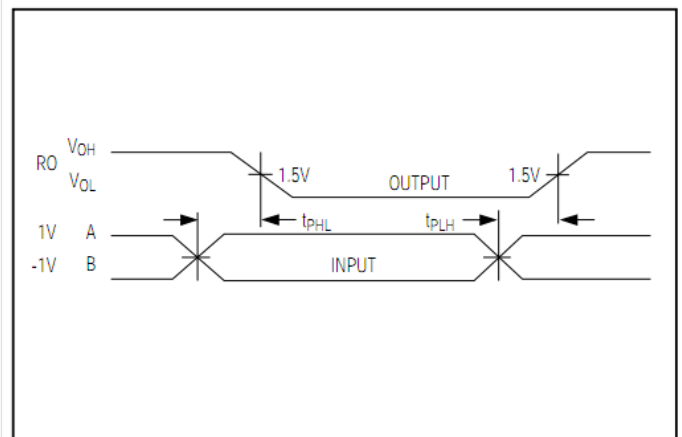 RO VOH
VOL
1.5V OUTPUT 1.5V
tPHL tPLH
1V A
-1V B INPUT